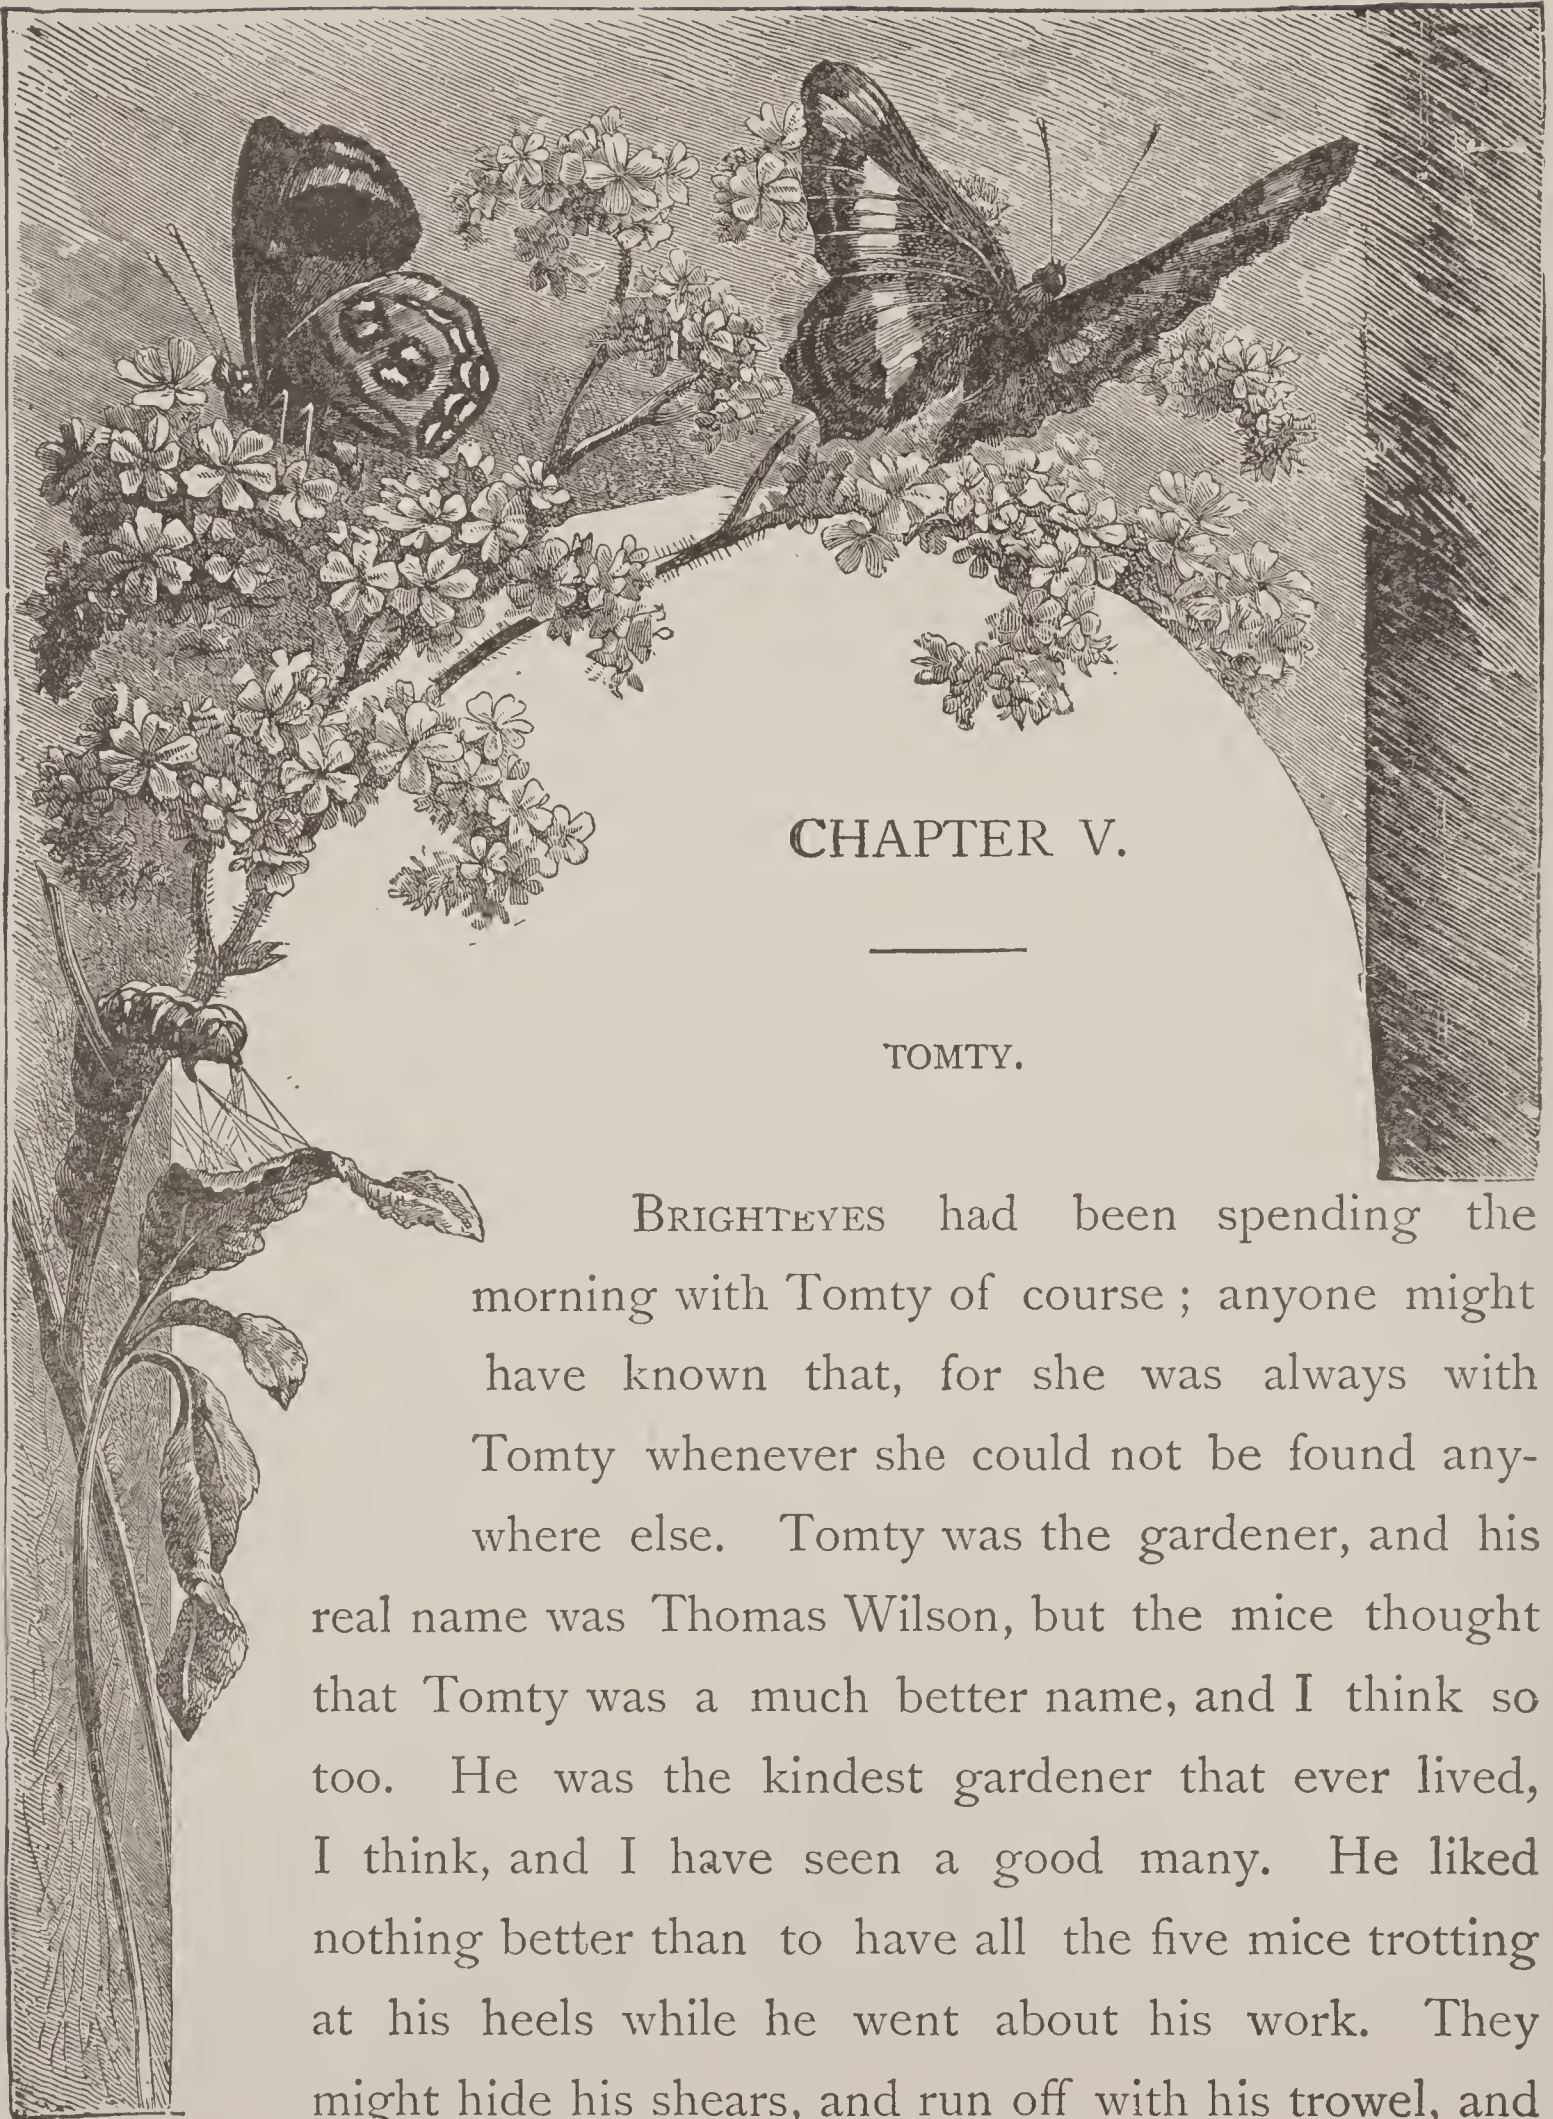 CHAPTER V.
TOMTY.
BRIGHTEYES had been spending the
morning with Tomty of course ; anyone might
have known that, for she was always with
Tomty whenever she could not be found any-
where else. Tomty was the gardener, and his
real name was Thomas Wilson, but the mice thought
that Tomty was a much better name, and I think so
too. He was the kindest gardener that ever lived,
I think, and I have seen a good many. He liked
nothing better than to have all the five mice trotting
at his heels while he went about his work. They
might hide his shears, and run off with his trowel, and